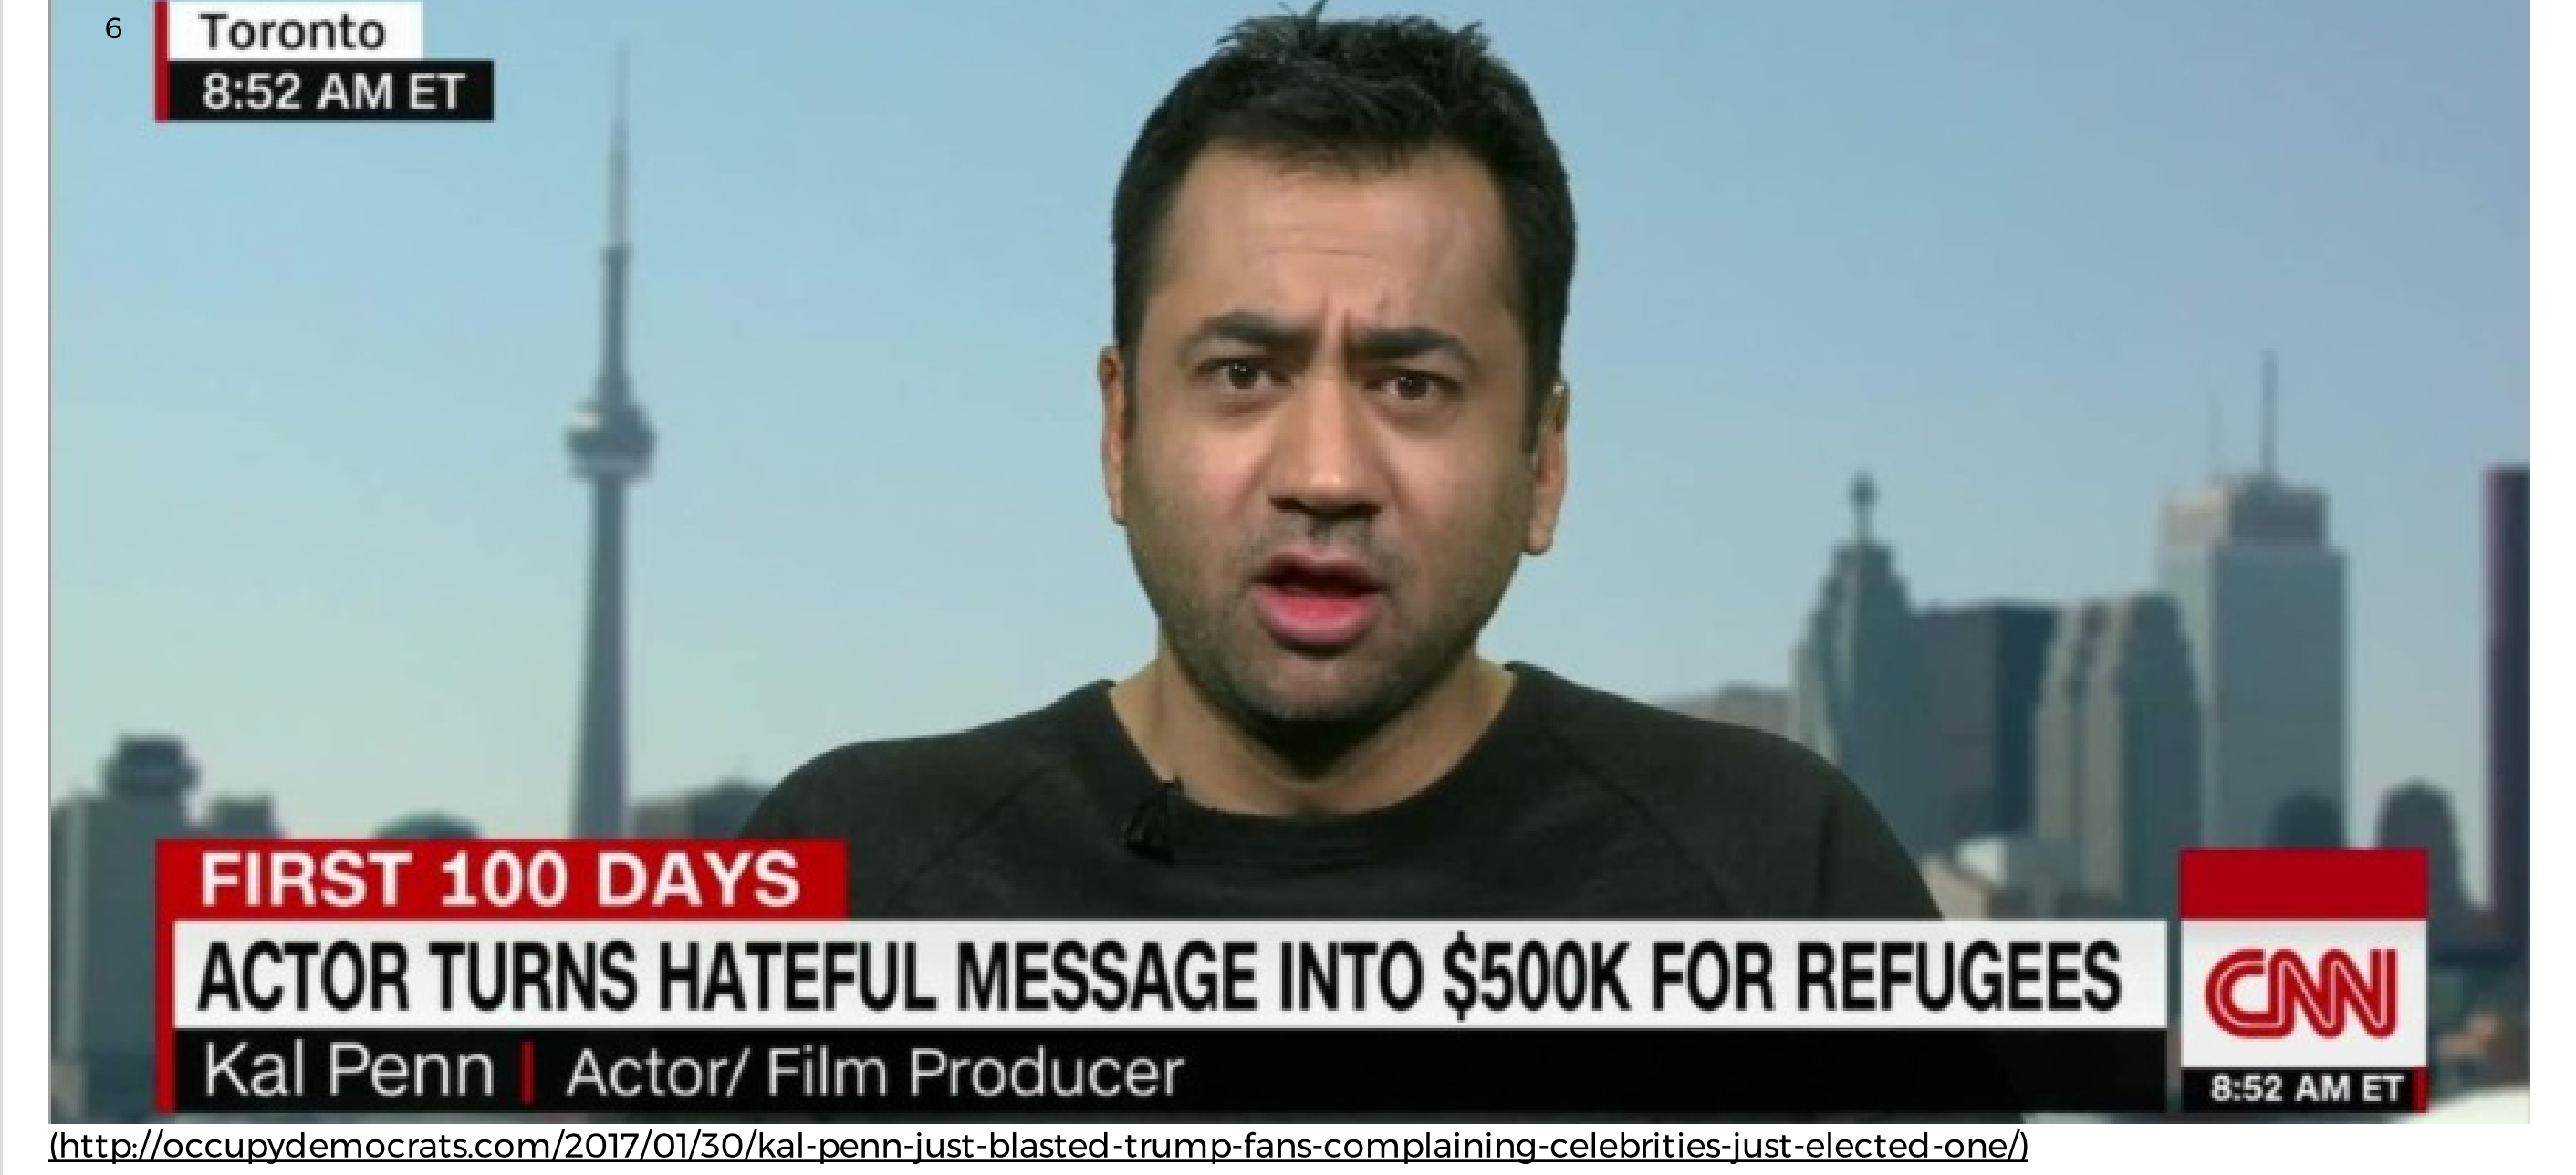 6
Toronto
8:52 AM ET
FIRST 100 DAYS
ACTOR TURNS HATEFUL MESSAGE INTO $500K FOR REFUGEES
Kal Penn | Actor/ Film Producer
CNN
8:52 AM ET
(http://occupydemocrats.com/2017/01/30/kal-penn-just-blasted-trump-fans-complaining-celebrities-just-elected-one/)